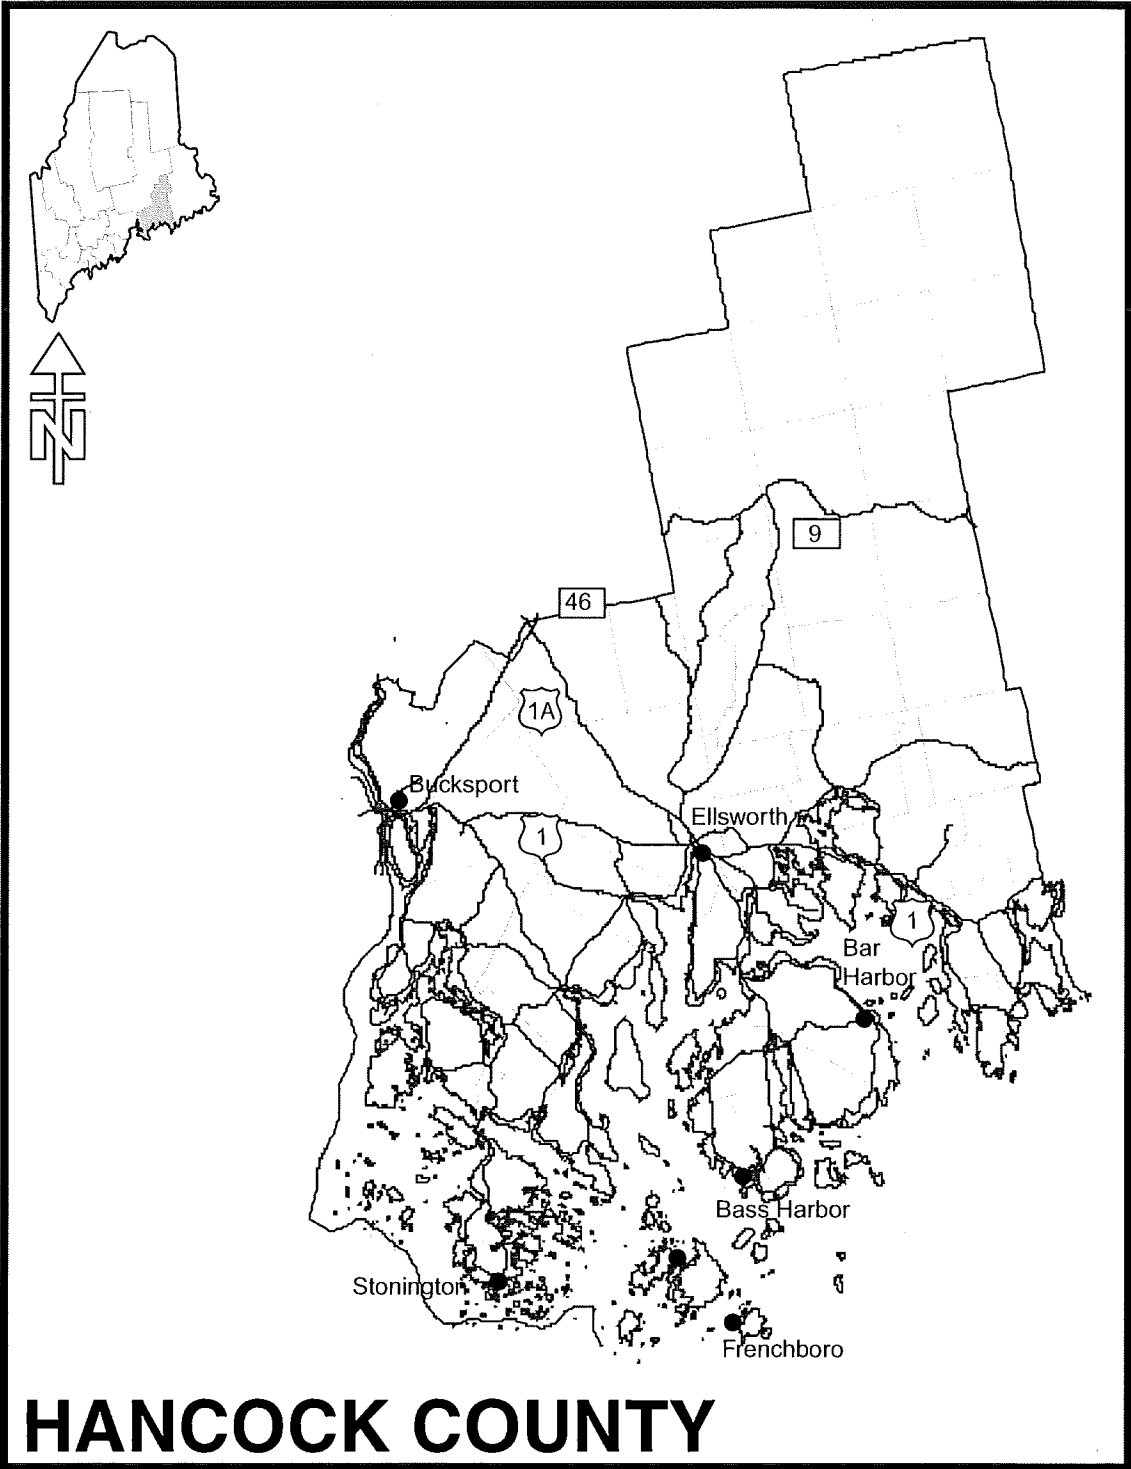 N
9
46
1A
Bucksport
Ellsworth
1
1
Bar
Harbor
Bass Harbor
Stonington
Frenchboro
HANCOCK COUNTY